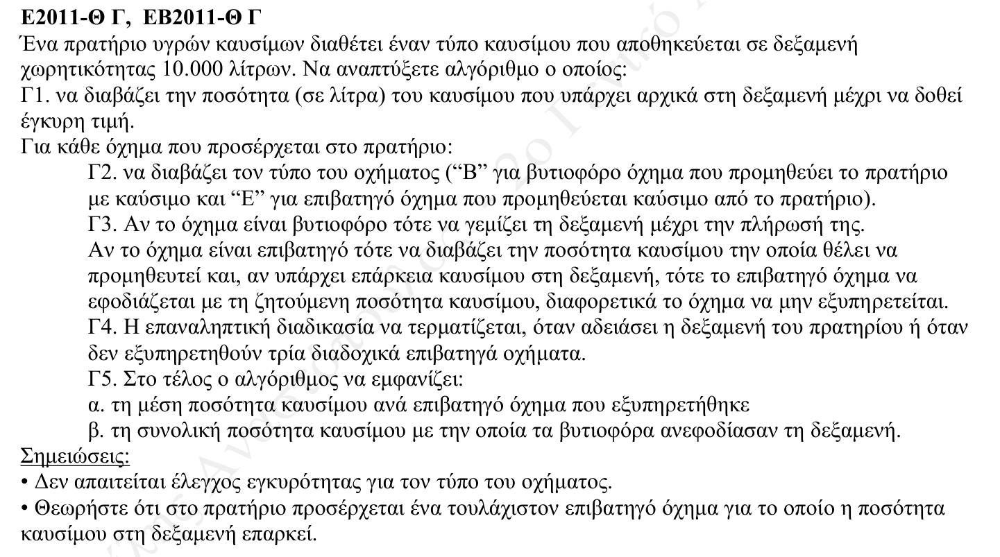 Ε2011-Θ Γ, ΕΒ2011-Θ Γ
Ένα πρατήριο υγρών καυσίμων διαθέτει έναν τύπο καυσίμου που αποθηκεύεται σε δεξαμενή
χωρητικότητας 10.000 λίτρων. Να αναπτύξετε αλγόριθμο ο οποίος:
Γ1. να διαβάζει την ποσότητα (σε λίτρα) του καυσίμου που υπάρχει αρχικά στη δεξαμενή μέχρι να δοθεί
έγκυρη τιμή.
Για κάθε όχημα που προσέρχεται στο πρατήριο:
Γ2. να διαβάζει τον τύπο του οχήματος (“Β” για βυτιοφόρο όχημα που προμηθεύει το πρατήριο
με καύσιμο και “Ε” για επιβατηγό όχημα που προμηθεύεται καύσιμο από το πρατήριο).
Γ3. Αν το όχημα είναι βυτιοφόρο τότε να γεμίζει τη δεξαμενή μέχρι την πλήρωσή της.
Αν το όχημα είναι επιβατηγό τότε να διαβάζει την ποσότητα καυσίμου την οποία θέλει να
προμηθευτεί και, αν υπάρχει επάρκεια καυσίμου στη δεξαμενή, τότε το επιβατηγό όχημα να
εφοδιάζεται με τη ζητούμενη ποσότητα καυσίμου, διαφορετικά το όχημα να μην εξυπηρετείται.
Γ4. Η επαναληπτική διαδικασία να τερματίζεται, όταν αδειάσει η δεξαμενή του πρατηρίου ή όταν
δεν εξυπηρετηθούν τρία διαδοχικά επιβατηγά οχήματα.
Γ5. Στο τέλος ο αλγόριθμος να εμφανίζει:
α. τη μέση ποσότητα καυσίμου ανά επιβατηγό όχημα που εξυπηρετήθηκε
β. τη συνολική ποσότητα καυσίμου με την οποία τα βυτιοφόρα ανεφοδίασαν τη δεξαμενή.
Σημειώσεις:
• Δεν απαιτείται έλεγχος εγκυρότητας για τον τύπο του οχήματος.
• Θεωρήστε ότι στο πρατήριο προσέρχεται ένα τουλάχιστον επιβατηγό όχημα για το οποίο η ποσότητα
καυσίμου στη δεξαμενή επαρκεί.